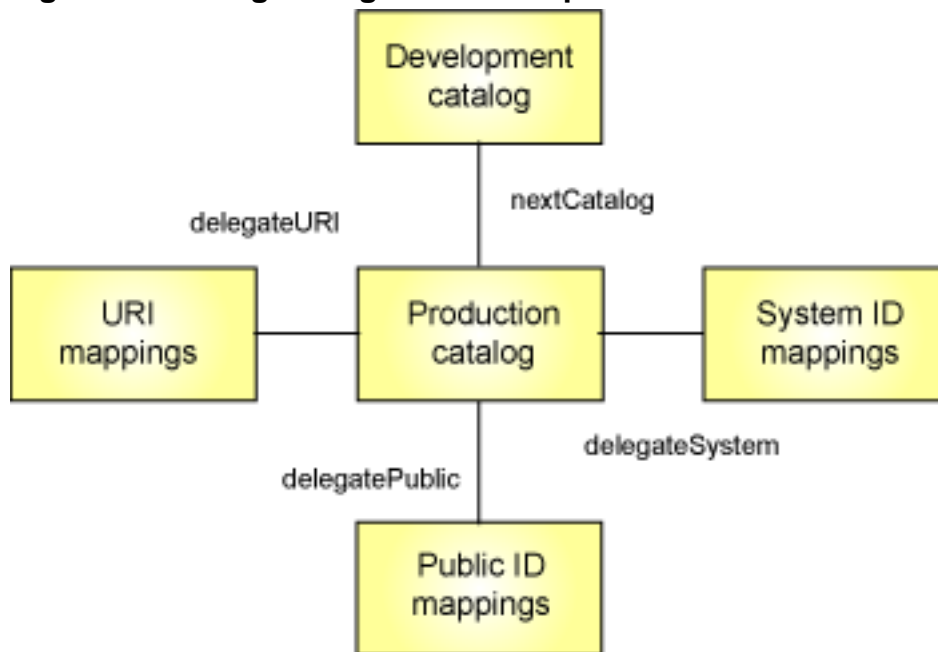 Development
catalog
nextCatalog
delegateURI
URI
mappings
Production
catalog
System ID
mappings
delegateSystem
delegatePublic
Public ID
mappings